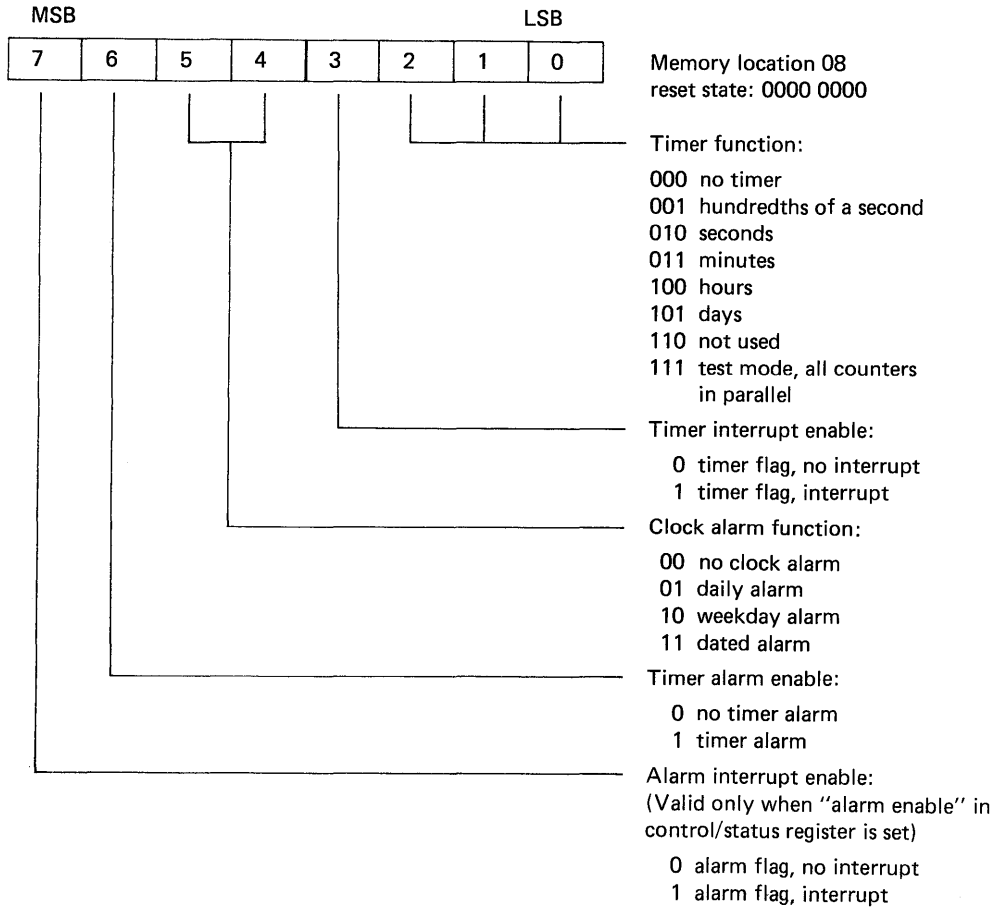 MSB LSB
7 6 5 4 3 2 1 0
Memory location 08
reset state: 0000 0000
Timer function:
000 no timer
001 hundredths of a second
010 seconds
011 minutes
100 hours
101 days
110 not used
111 test mode, all counters
in parallel
Timer interrupt enable:
0 timer flag, no interrupt
1 timer flag, interrupt
Clock alarm function:
00 no clock alarm
01 daily alarm
10 weekday alarm
11 dated alarm
Timer alarm enable:
0 no timer alarm
1 timer alarm
Alarm interrupt enable:
(Valid only when "alarm enable" in
control/status register is set)
0 alarm flag, no interrupt
1 alarm flag, interrupt